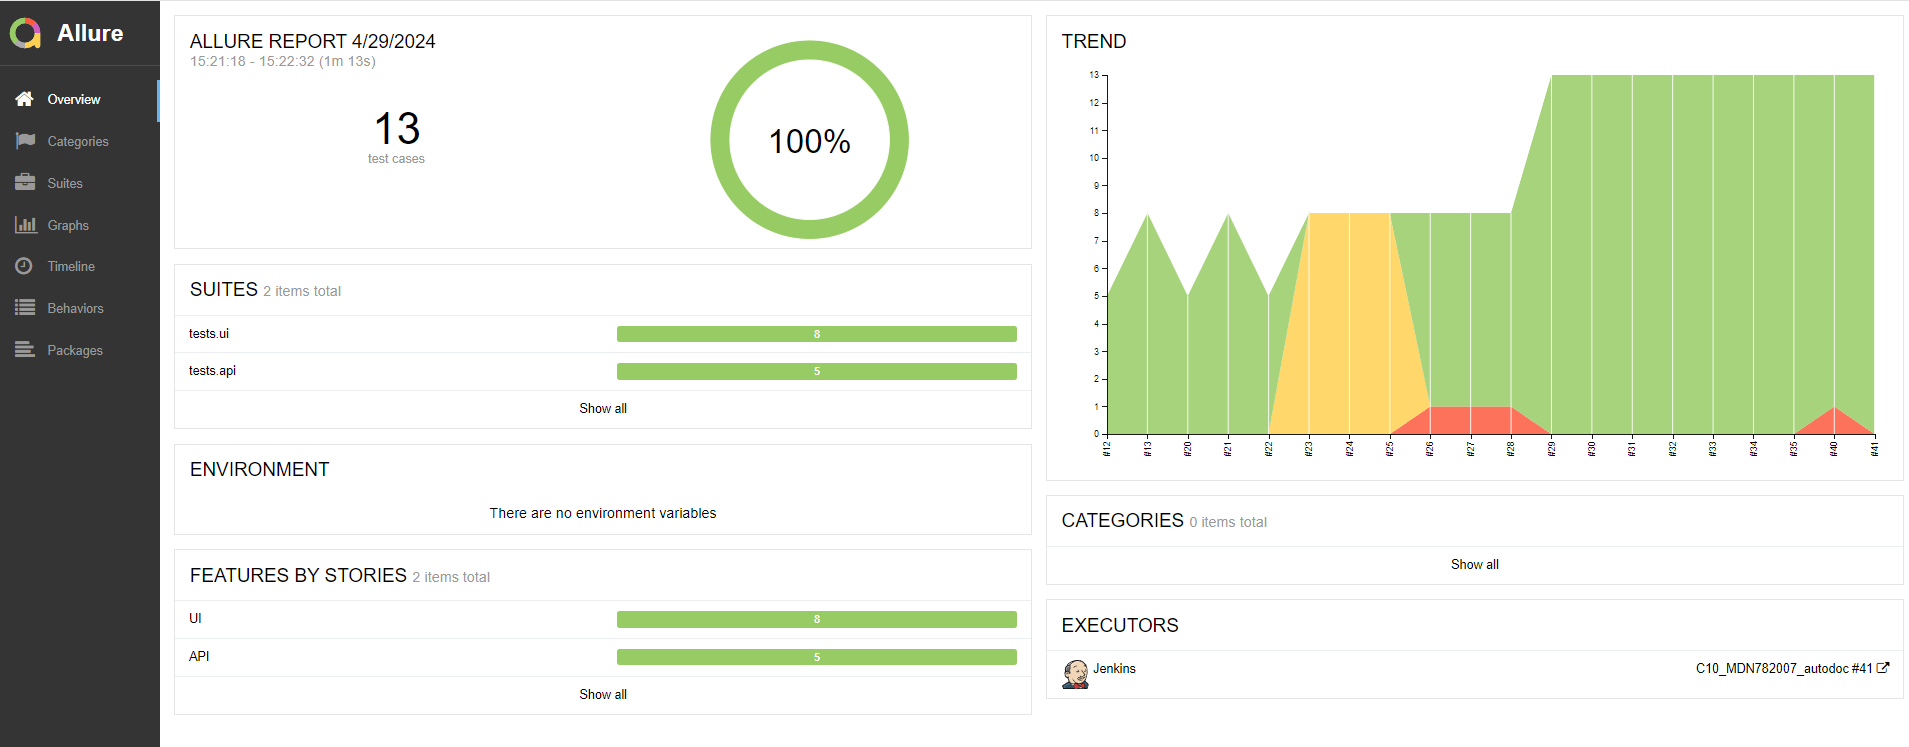 Allure
Overview
Categories
Suites
Graphs
Timeline
Behaviors
Packages
ALLURE REPORT 4/29/2024
15:21:18 - 15:22:32 (1m 13s)
13
test cases
100%
SUITES 2 items total
tests.ui 8
tests.api 5
Show all
ENVIRONMENT
There are no environment variables
FEATURES BY STORIES 2 items total
UI 8
API 5
Show all
TREND
13
12
11
10
9
8
7
6
5
4
3
2
1
0
#12 #13 #20 #21 #22 #23 #24 #25 #26 #27 #28 #29 #30 #31 #32 #33 #34 #35 #40 #41
CATEGORIES 0 items total
Show all
EXECUTORS
Jenkins C10_MDN782007_autodoc #41